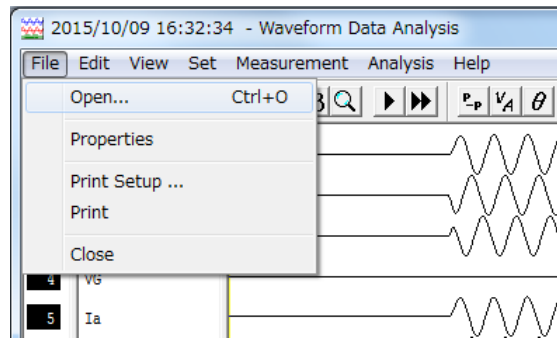 2015/10/09 16:32:34 - Waveform Data Analysis
File Edit View Set Measurement Analysis Help
Open... Ctrl+O
P-P VA θ
Properties
Print Setup ...
Print
Close
4 VG
5 Ia